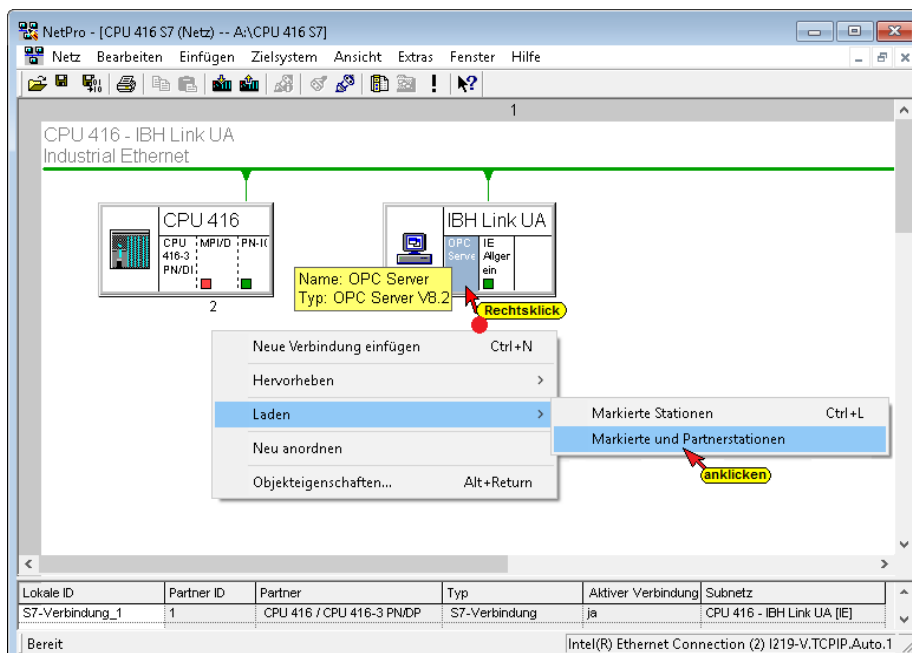 NetPro - [CPU 416 S7 (Netz) -- A:\CPU 416 S7]
Netz Bearbeiten Einfügen Zielsystem Ansicht Extras Fenster Hilfe
1
CPU 416 - IBH Link UA
Industrial Ethernet
CPU 416
CPU 416-3 PN/DI
MPI/D
PN-I(
2
IBH Link UA
OPC Serve
IE Allger ein
Name: OPC Server
Typ: OPC Server V8.2
Rechtsklick
Neue Verbindung einfügen Ctrl+N
Hervorheben >
Laden >
Neu anordnen
Objekteigenschaften... Alt+Return
Markierte Stationen Ctrl+L
Markierte und Partnerstationen
anklicken
Lokale ID Partner ID Partner Typ Aktiver Verbindung Subnetz
S7-Verbindung_1 1 CPU 416 / CPU 416-3 PN/DP S7-Verbindung ja CPU 416 - IBH Link UA [IE]
Bereit Intel(R) Ethernet Connection (2) I219-V.TCPIP.Auto.1